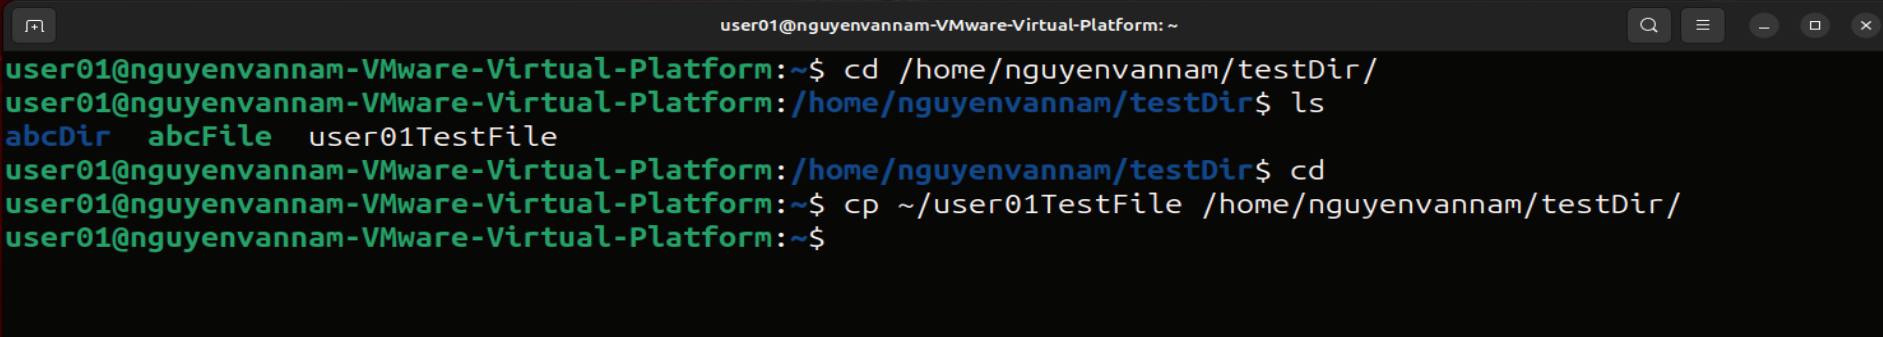 user01@nguyenvannam-VMware-Virtual-Platform: ~
user01@nguyenvannam-VMware-Virtual-Platform:~$ cd /home/nguyenvannam/testDir/
user01@nguyenvannam-VMware-Virtual-Platform:/home/nguyenvannam/testDir$ ls
abcDir  abcFile  user01TestFile
user01@nguyenvannam-VMware-Virtual-Platform:/home/nguyenvannam/testDir$ cd
user01@nguyenvannam-VMware-Virtual-Platform:~$ cp ~/user01TestFile /home/nguyenvannam/testDir/
user01@nguyenvannam-VMware-Virtual-Platform:~$